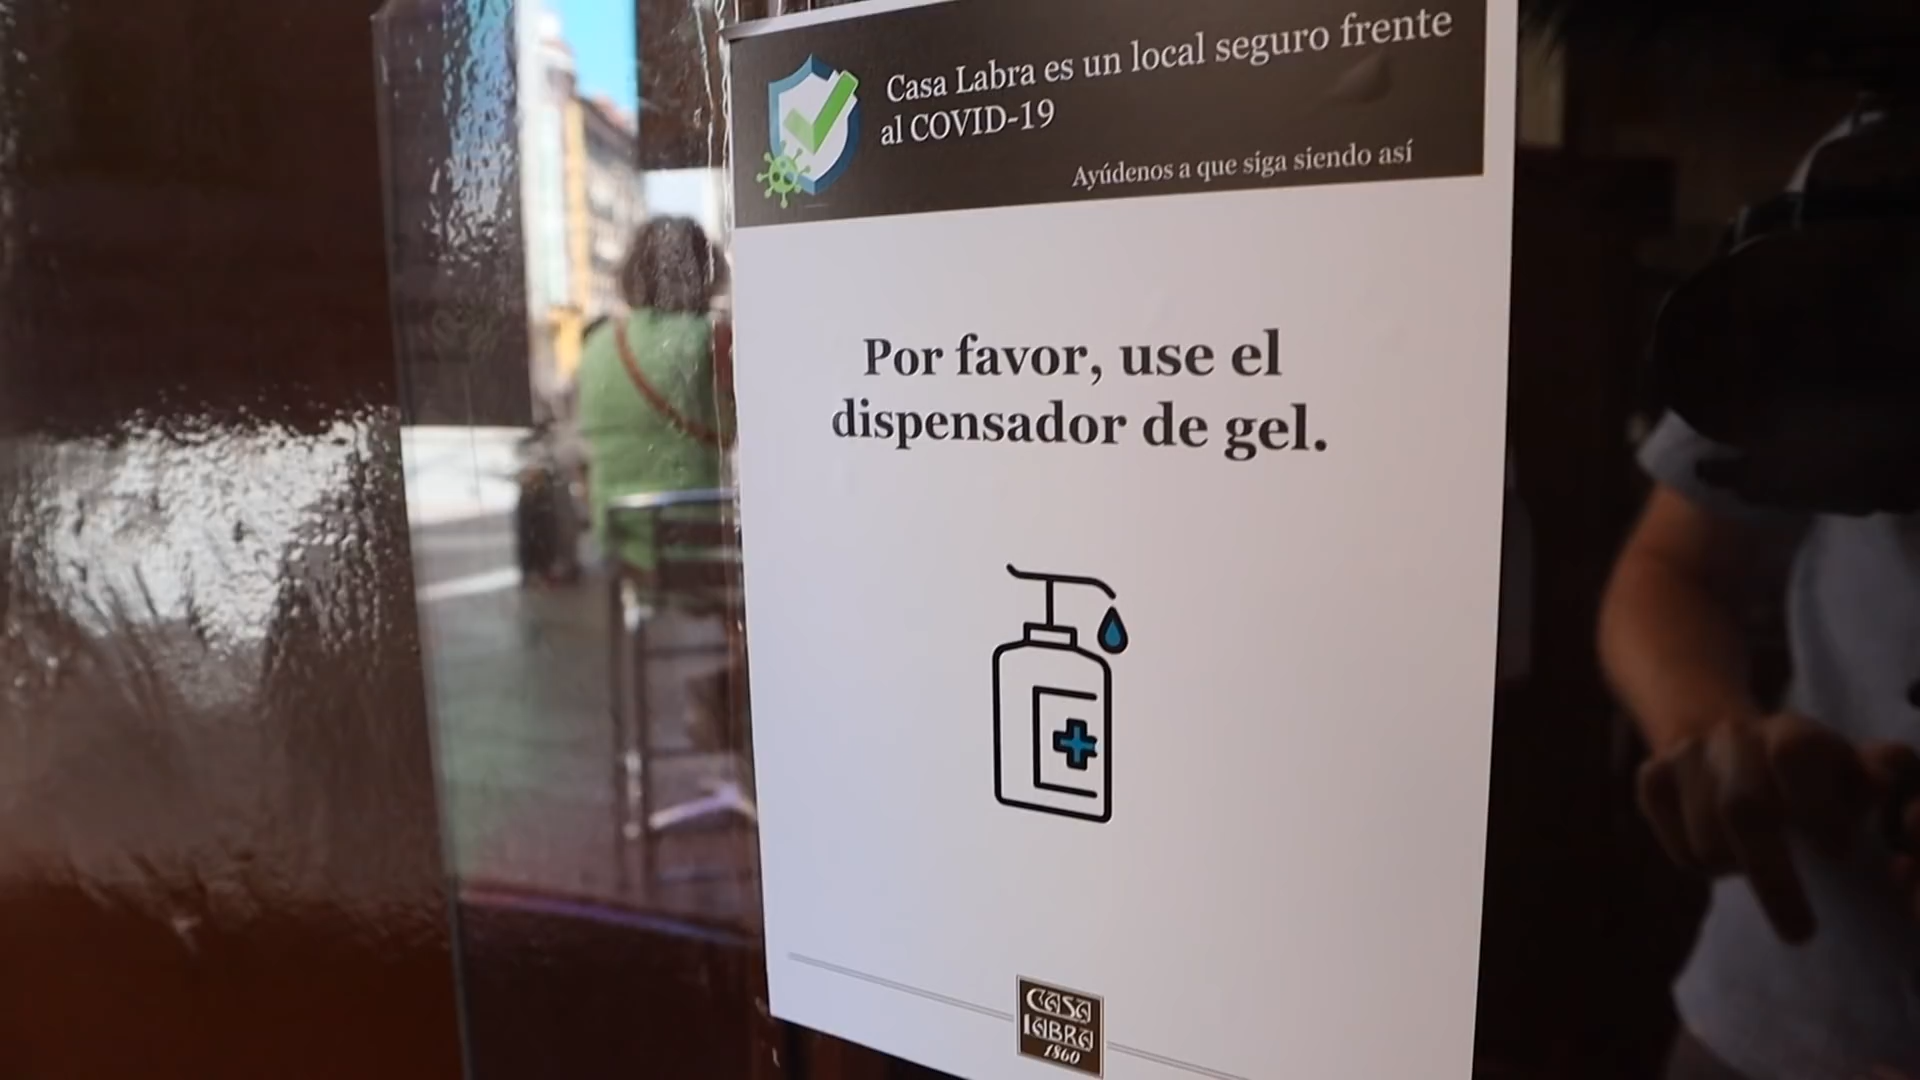 Casa Labra es un local seguro frente
al COVID-19
Ayúdenos a que siga siendo así
Por favor, use el
dispensador de gel.
CASA
LABRA
1860